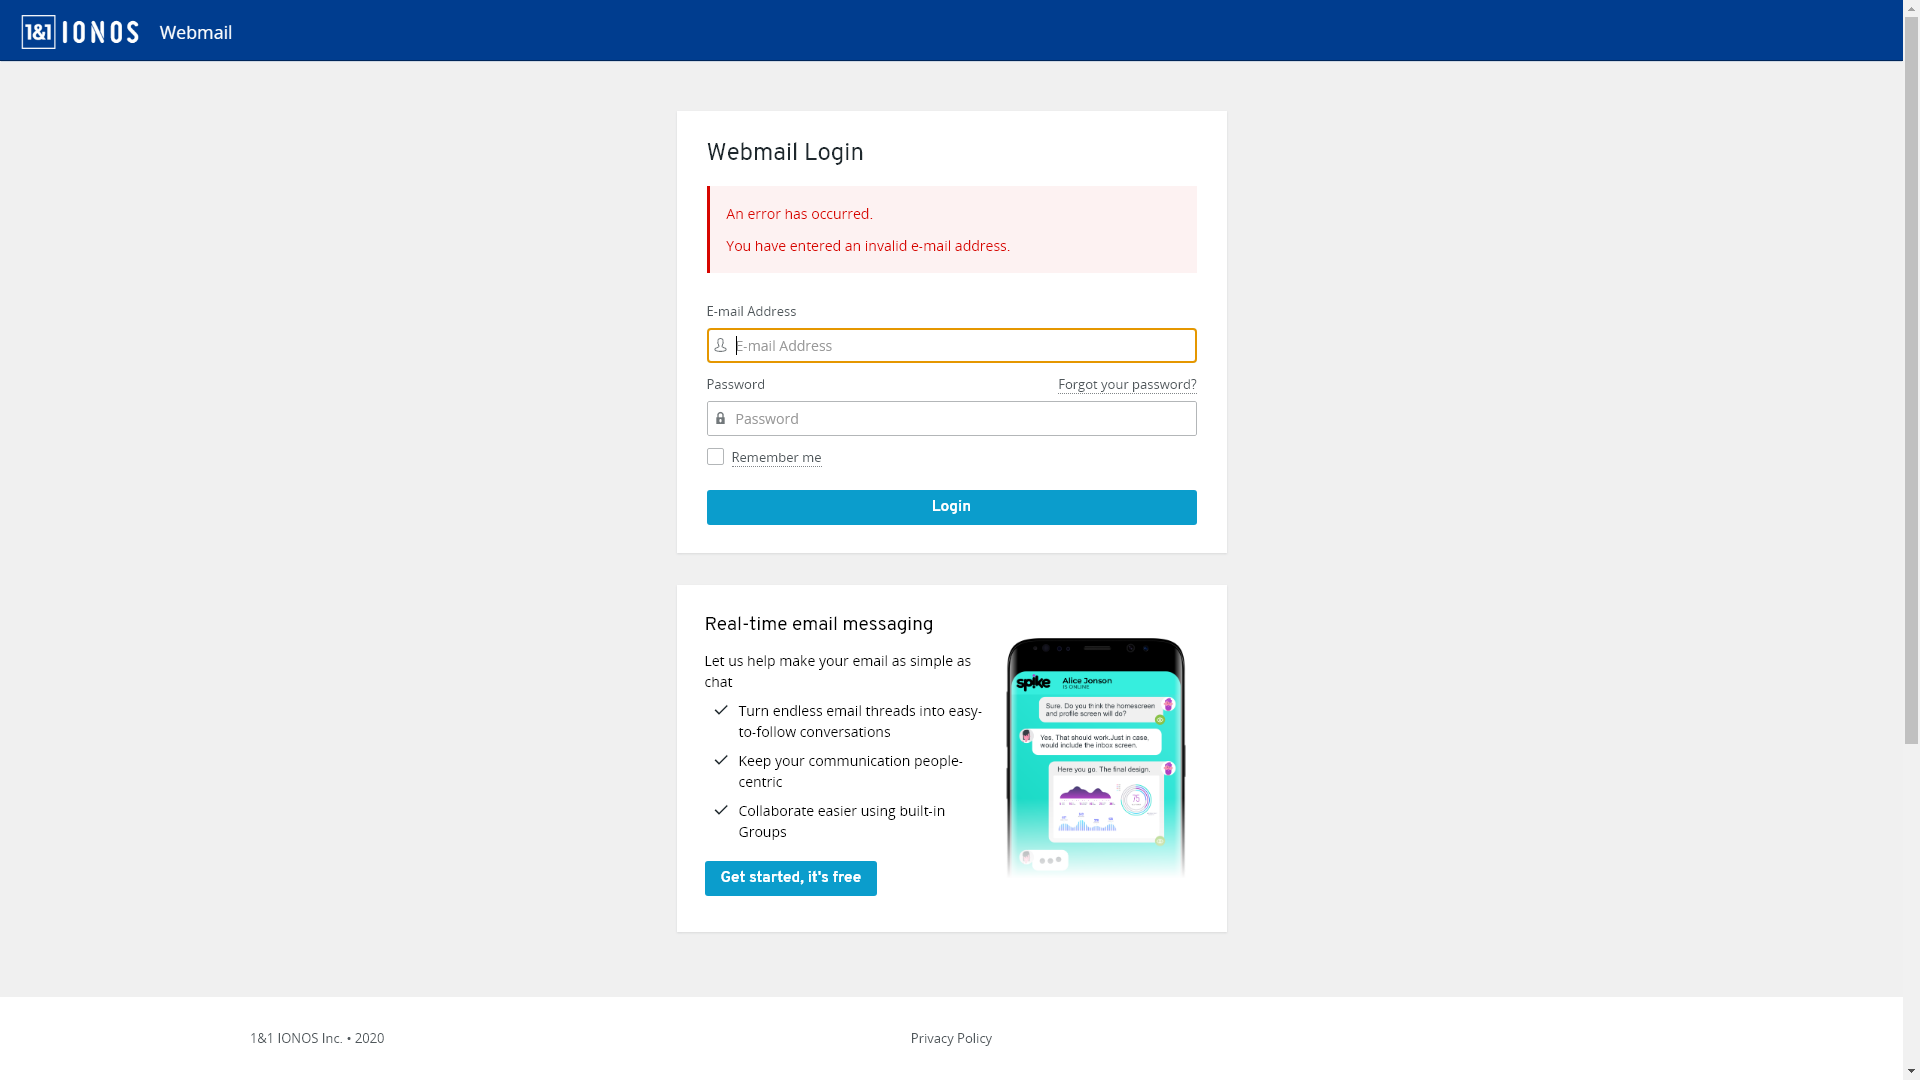 1&1 IONOS Webmail
Webmail Login
An error has occurred.
You have entered an invalid e-mail address.
E-mail Address
E-mail Address
Password Forgot your password?
Password
Remember me
Login
Real-time email messaging
Let us help make your email as simple as
chat
Turn endless email threads into easy-
to-follow conversations
Keep your communication people-
centric
Collaborate easier using built-in
Groups
Get started, it's free
spike Alice Jonson
IS ONLINE
Sure. Do you think the homescreen
and profile screen will do?
Yes. That should work.Just in case,
would include the inbox screen.
Here you go. The final design.
75
1&1 IONOS Inc. • 2020
Privacy Policy